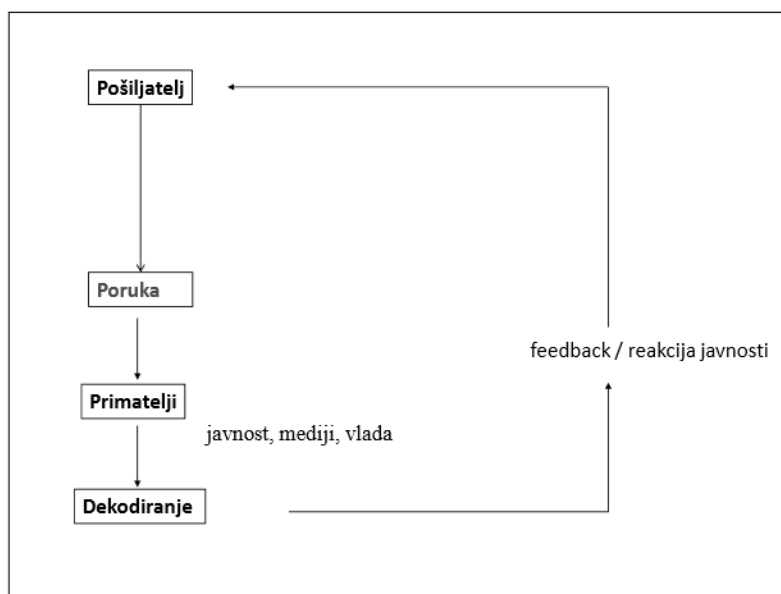 Pošiljatelj
Poruka
feedback / reakcija javnosti
Primatelji
javnost, mediji, vlada
Dekodiranje